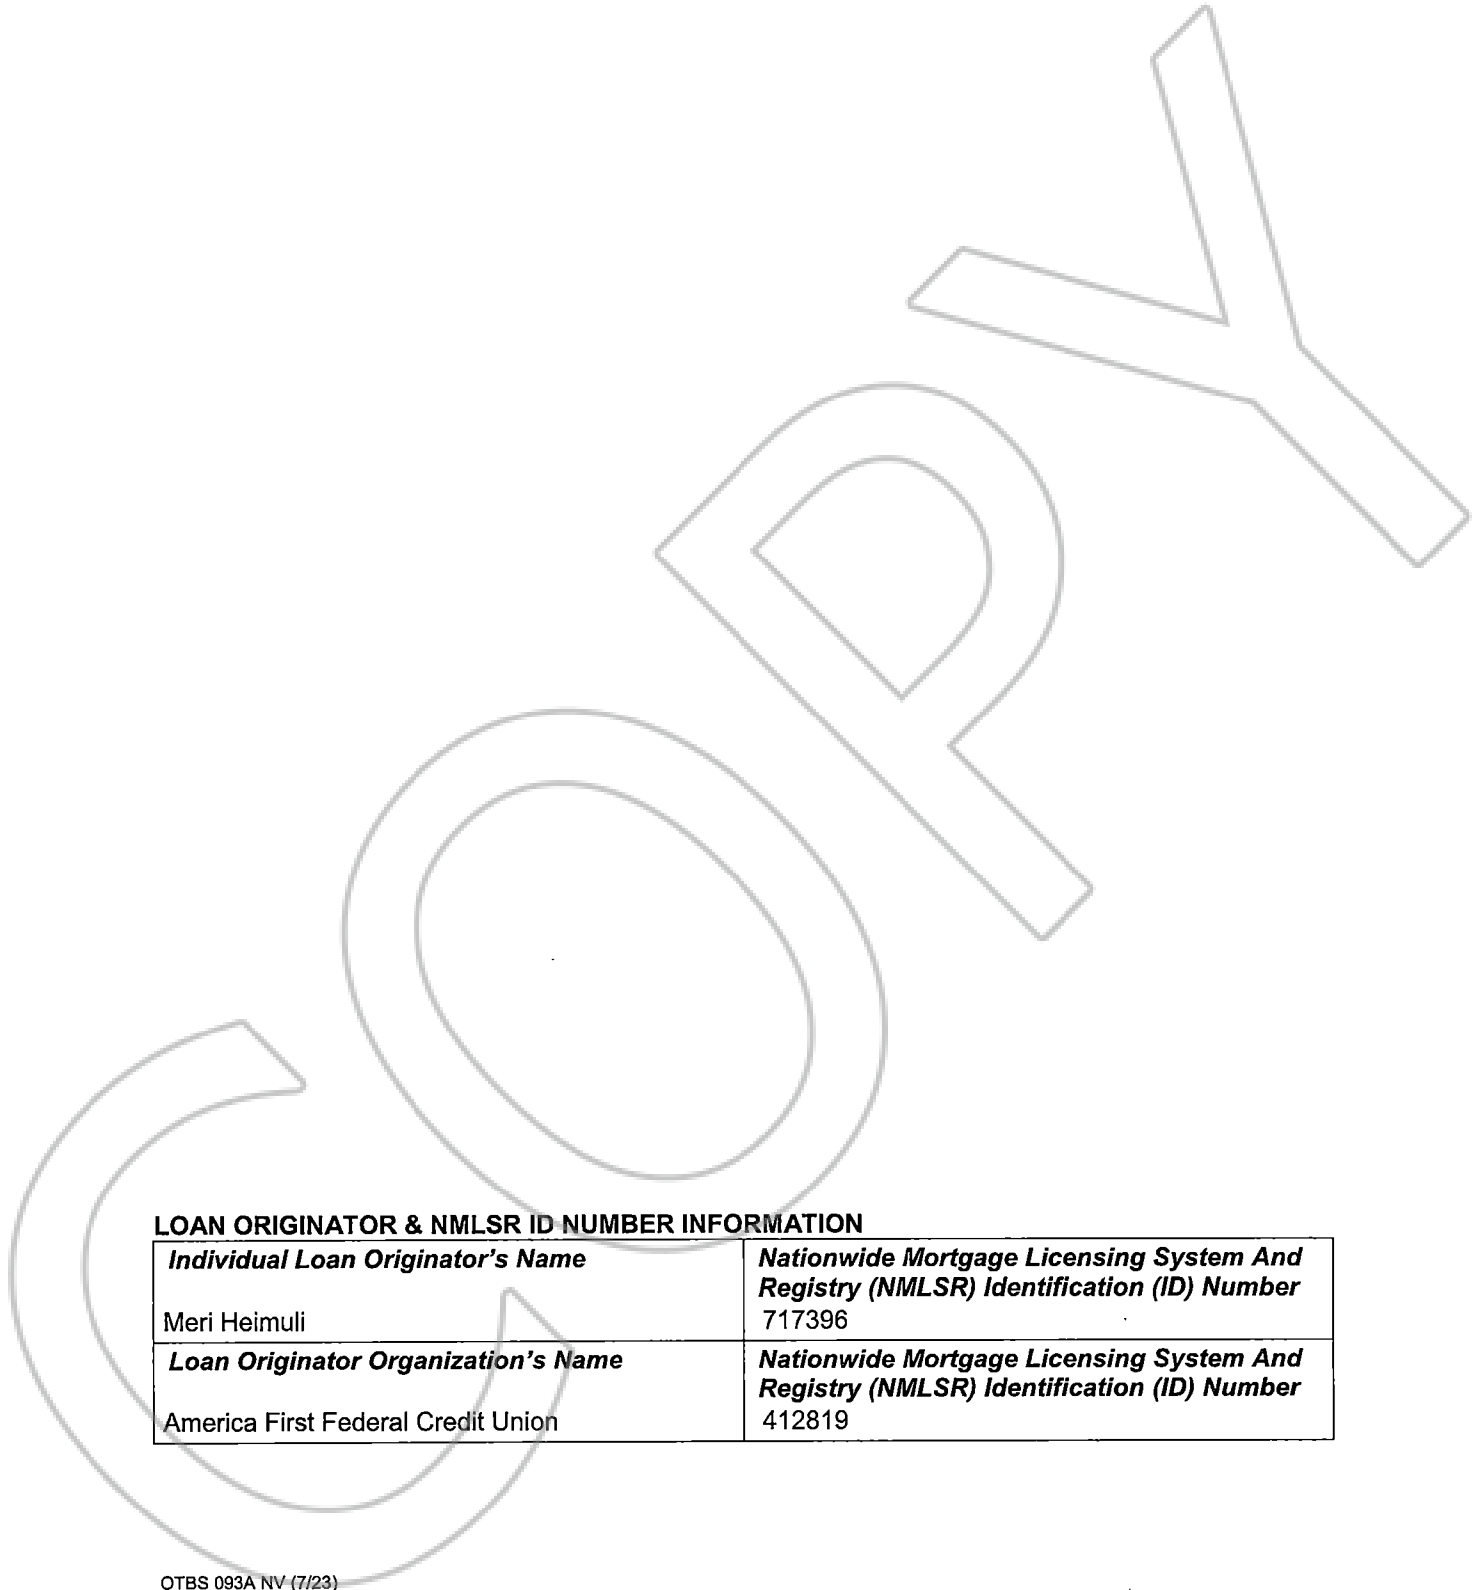 COPY
LOAN ORIGINATOR & NMLSR ID NUMBER INFORMATION
Individual Loan Originator's Name
Meri Heimuli
Nationwide Mortgage Licensing System And
Registry (NMLSR) Identification (ID) Number
717396
Loan Originator Organization's Name
America First Federal Credit Union
Nationwide Mortgage Licensing System And
Registry (NMLSR) Identification (ID) Number
412819
OTBS 093A NV (7/23)